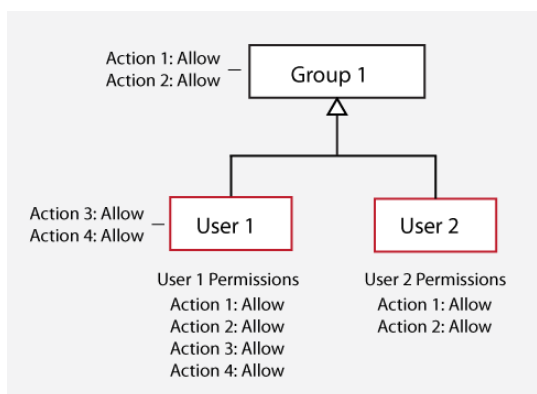 Action 1: Allow
Action 2: Allow
Group 1
Action 3: Allow
Action 4: Allow
User 1
User 2
User 1 Permissions
Action 1: Allow
Action 2: Allow
Action 3: Allow
Action 4: Allow
User 2 Permissions
Action 1: Allow
Action 2: Allow